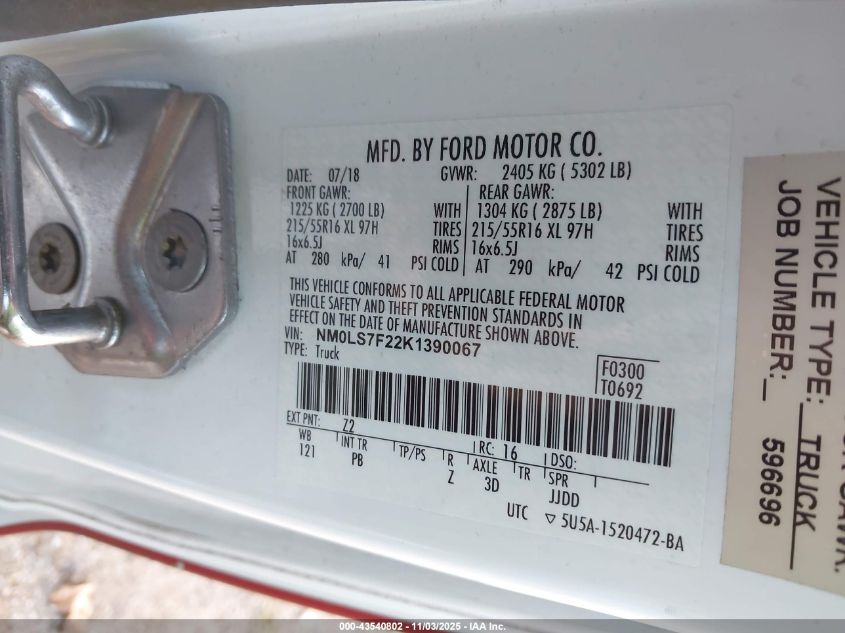 MFD. BY FORD MOTOR CO.
DATE: 07/18 GVWR: 2405 KG ( 5302 LB)
FRONT GAWR: REAR GAWR:
1225 KG ( 2700 LB) WITH 1304 KG ( 2875 LB) WITH
215/55R16 XL 97H TIRES 215/55R16 XL 97H TIRES
16x6.5J RIMS 16x6.5J RIMS
AT 280 kPa/ 41 PSI COLD AT 290 kPa/ 42 PSI COLD
THIS VEHICLE CONFORMS TO ALL APPLICABLE FEDERAL MOTOR
VEHICLE SAFETY AND THEFT PREVENTION STANDARDS IN
EFFECT ON THE DATE OF MANUFACTURE SHOWN ABOVE.
VIN: NM0LS7F22K1390067
TYPE: Truck
F0300
T0692
EXT PNT: Z2 RC: 16 DSO:
WB INT TR TP/PS R AXLE TR SPR
121 PB Z 3D JJDD
UTC ▽ 5U5A-1520472-BA
VEHICLE TYPE: TRUCK
JOB NUMBER: 596696
000-43540802 - 11/03/2025 - IAA Inc.